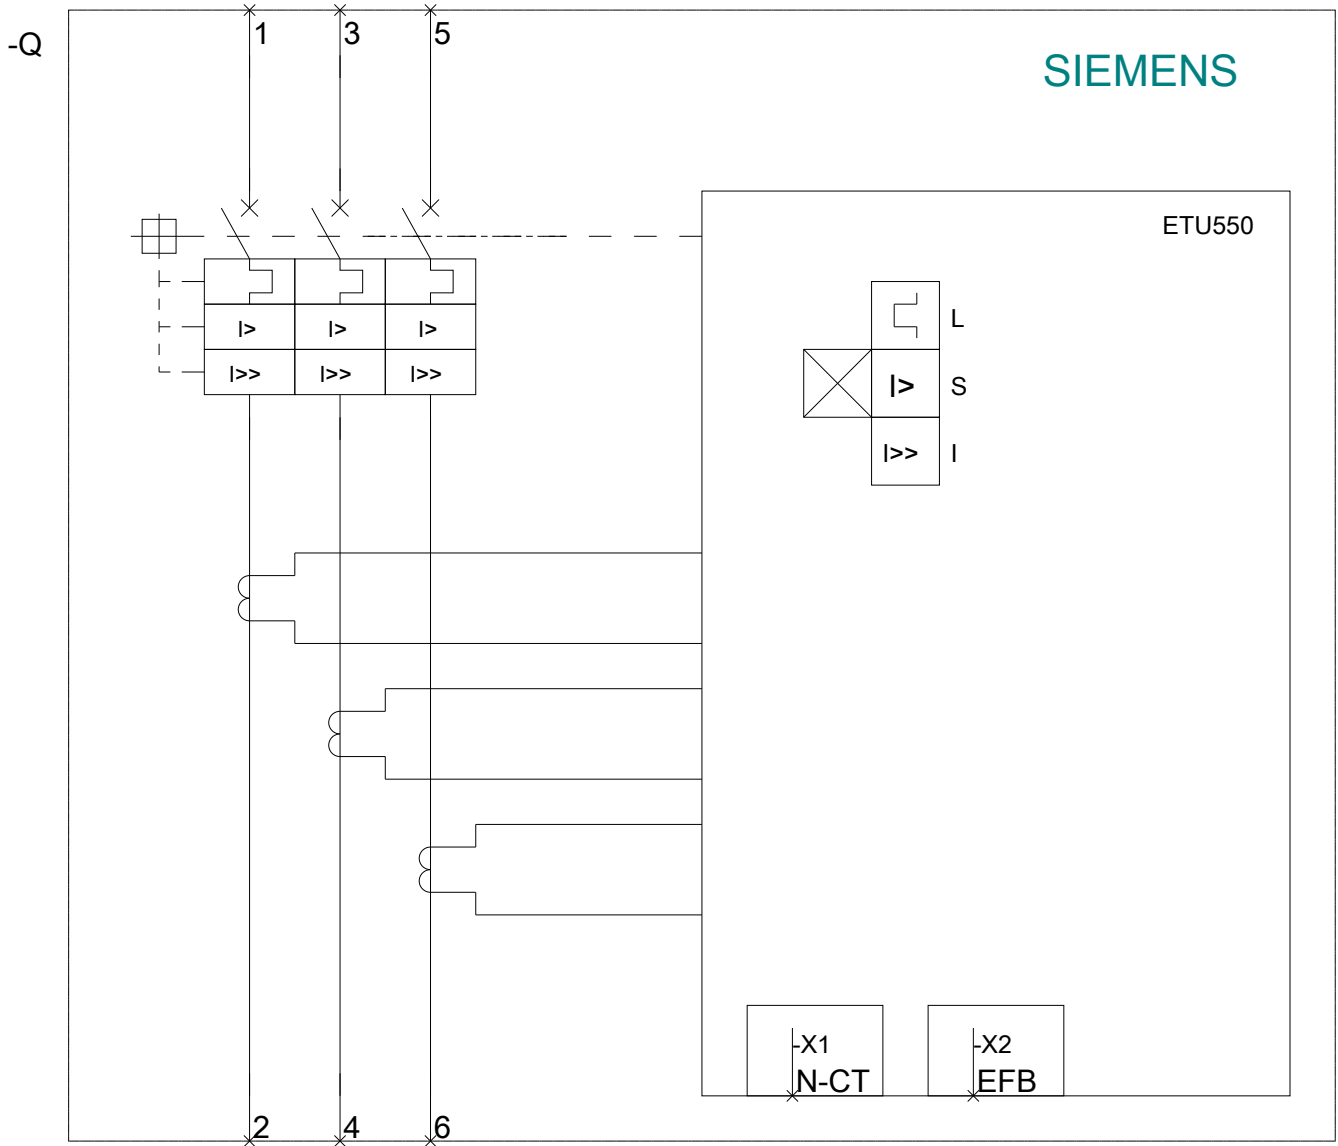 1 3 5
-Q
SIEMENS
ETU550
L
I> I> I>
I>> I>> I>>
I> S
I>> I
-X1
N-CT
-X2
EFB
2 4 6